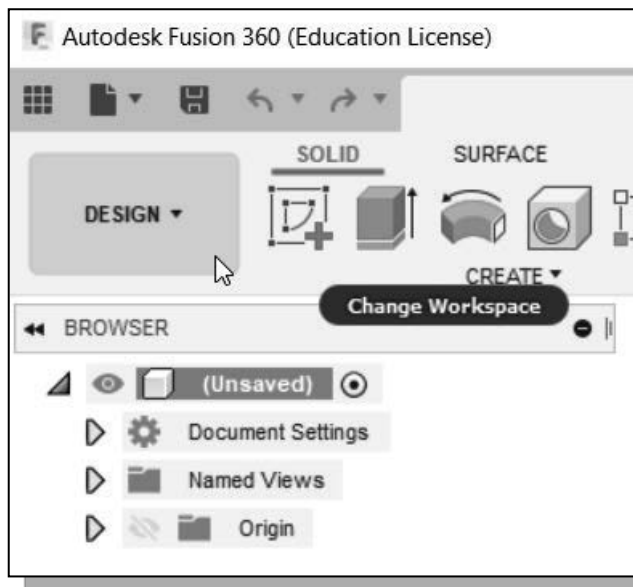 Autodesk Fusion 360 (Education License)
SOLID SURFACE
DESIGN
CREATE
Change Workspace
BROWSER
(Unsaved)
Document Settings
Named Views
Origin